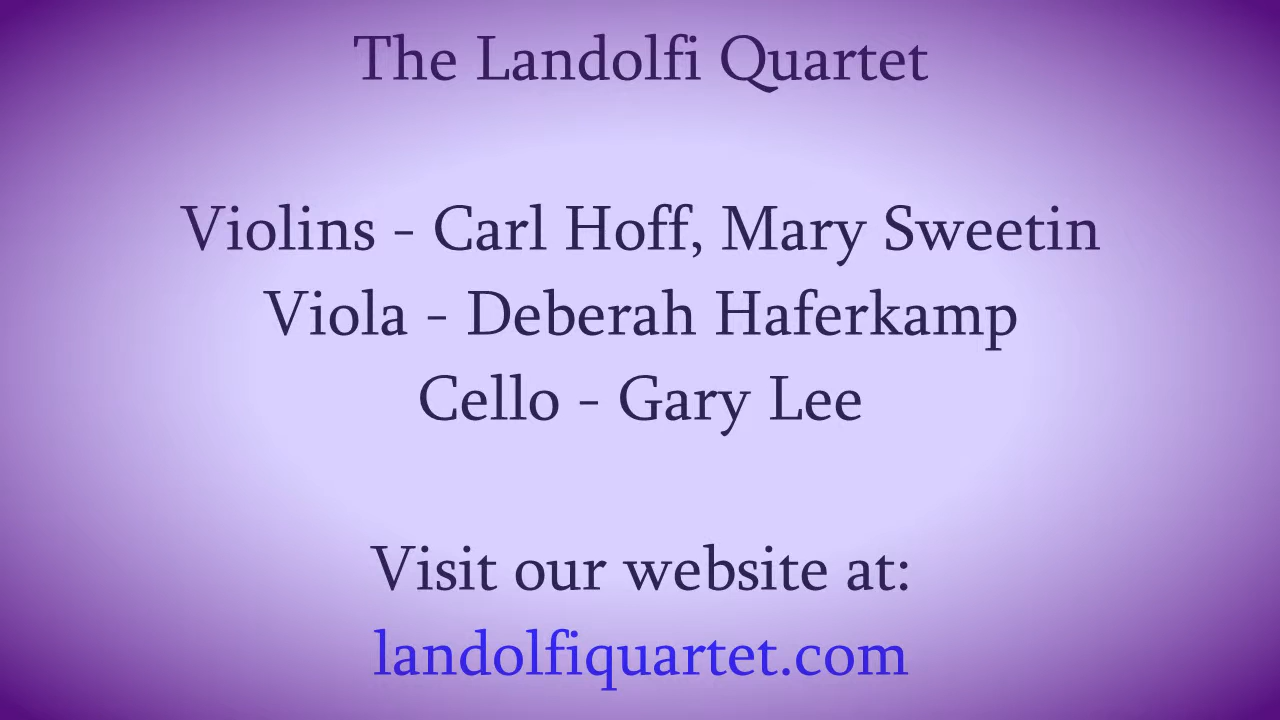 The Landolfi Quartet
Violins - Carl Hoff, Mary Sweetin
Viola - Deberah Haferkamp
Cello - Gary Lee
Visit our website at:
landolfiquartet.com